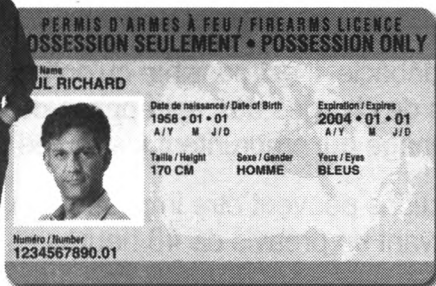 PERMIS D'ARMES À FEU / FIREARMS LICENCE
POSSESSION SEULEMENT • POSSESSION ONLY
Name
RICHARD
Date de naissance / Date of Birth Expiration / Expires
1958 • 01 • 01 2004 • 01 • 01
A/Y M J/D A/Y M J/D
Taille / Height Sexe / Gender Yeux / Eyes
170 CM HOMME BLEUS
Numéro / Number
1234567890.01